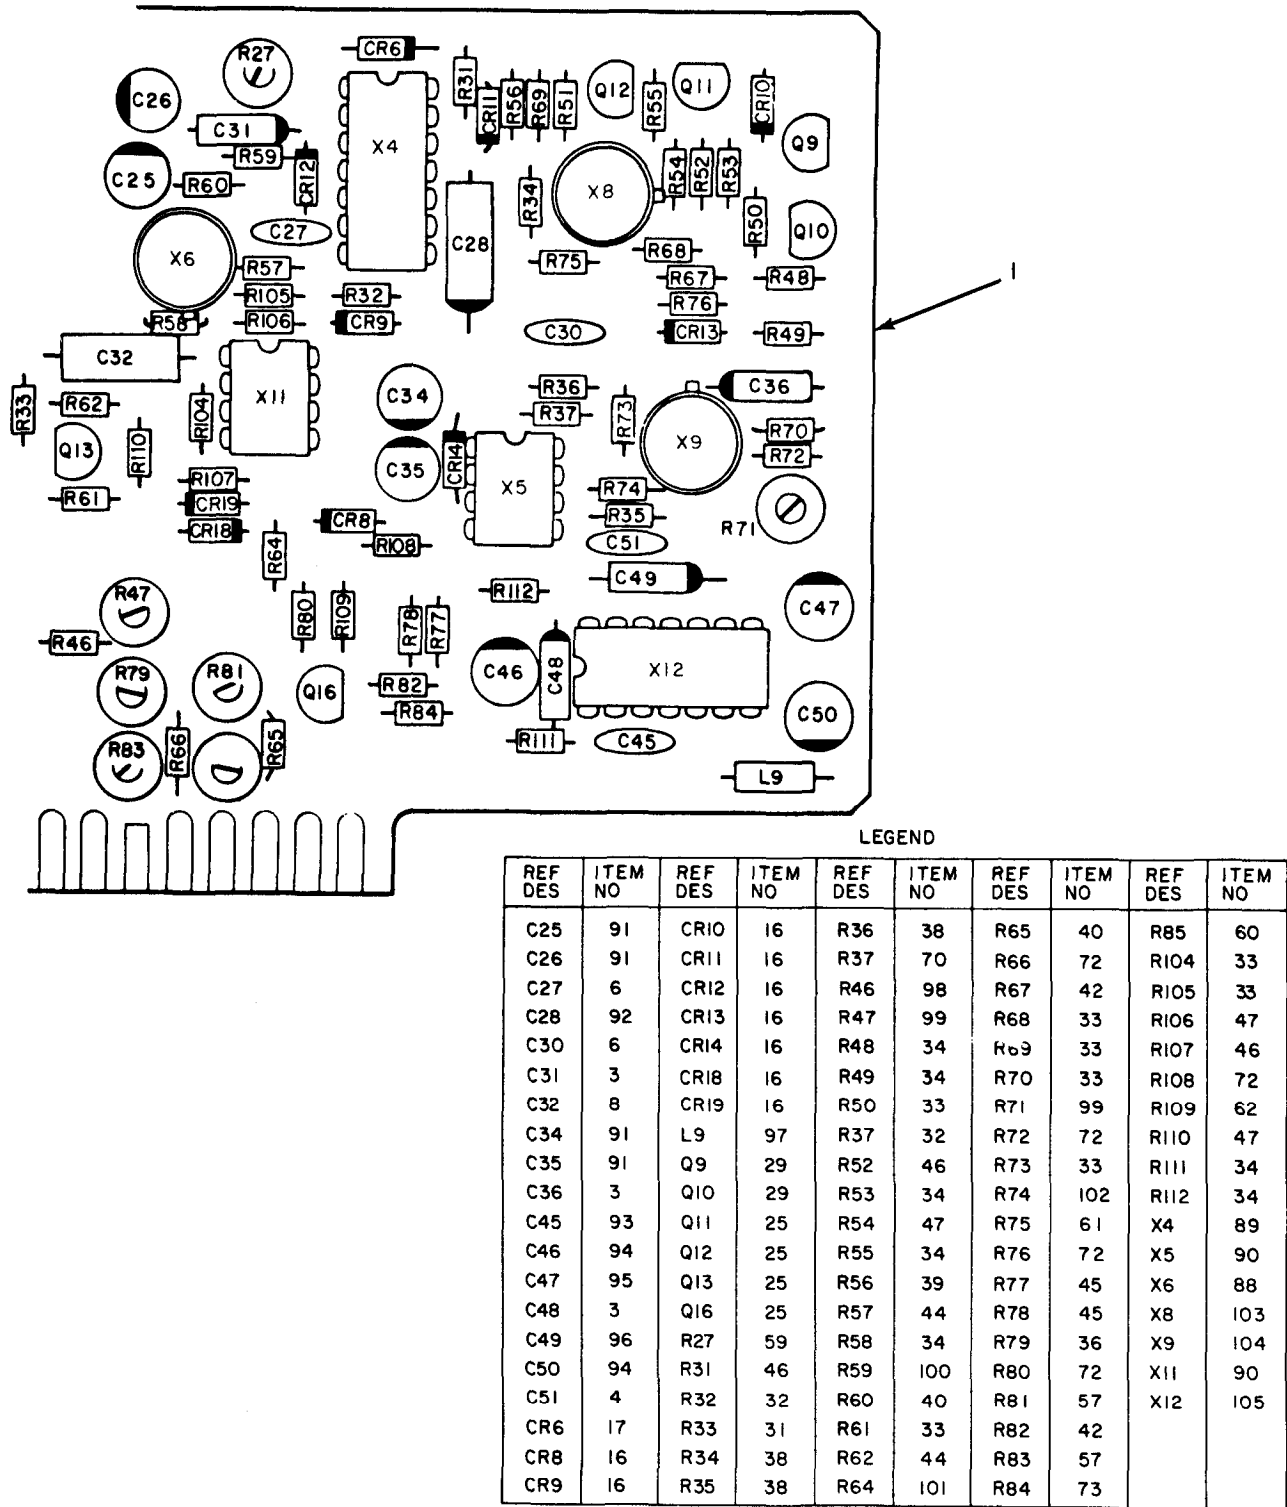 CR6
R27
R31
CR11
R56
R69
R51
Q12
R55
Q11
CR10
C26
C31
X4
Q9
R59
CR12
C25
R60
R34
X8
R54
R52
R53
R50
Q10
C27
C28
X6
R57
R75
R68
R67
R48
R105
R32
R76
R58
R106
CR9
C30
CR13
R49
C32
1
R33
R62
R104
X11
C34
R36
R37
R73
C36
Q13
R110
C35
CR14
X5
X9
R70
R72
R61
R107
CR19
CR18
R74
R35
R71
R64
CR8
R108
C51
C49
R47
R80
R109
R78
R77
R112
C47
R46
R79
R81
Q16
R82
R84
C46
C48
X12
C50
R83
R66
R65
R111
C45
L9
LEGEND
REF DES ITEM NO REF DES ITEM NO REF DES ITEM NO REF DES ITEM NO REF DES ITEM NO
C25 91 CR10 16 R36 38 R65 40 R85 60
C26 91 CR11 16 R37 70 R66 72 R104 33
C27 6 CR12 16 R46 98 R67 42 R105 33
C28 92 CR13 16 R47 99 R68 33 R106 47
C30 6 CR14 16 R48 34 R69 33 R107 46
C31 3 CR18 16 R49 34 R70 33 R108 72
C32 8 CR19 16 R50 33 R71 99 R109 62
C34 91 L9 97 R37 32 R72 72 R110 47
C35 91 Q9 29 R52 46 R73 33 R111 34
C36 3 Q10 29 R53 34 R74 102 R112 34
C45 93 Q11 25 R54 47 R75 61 X4 89
C46 94 Q12 25 R55 34 R76 72 X5 90
C47 95 Q13 25 R56 39 R77 45 X6 88
C48 3 Q16 25 R57 44 R78 45 X8 103
C49 96 R27 59 R58 34 R79 36 X9 104
C50 94 R31 46 R59 100 R80 72 X11 90
C51 4 R32 32 R60 40 R81 57 X12 105
CR6 17 R33 31 R61 33 R82 42
CR8 16 R34 38 R62 44 R83 57
CR9 16 R35 38 R64 101 R84 73